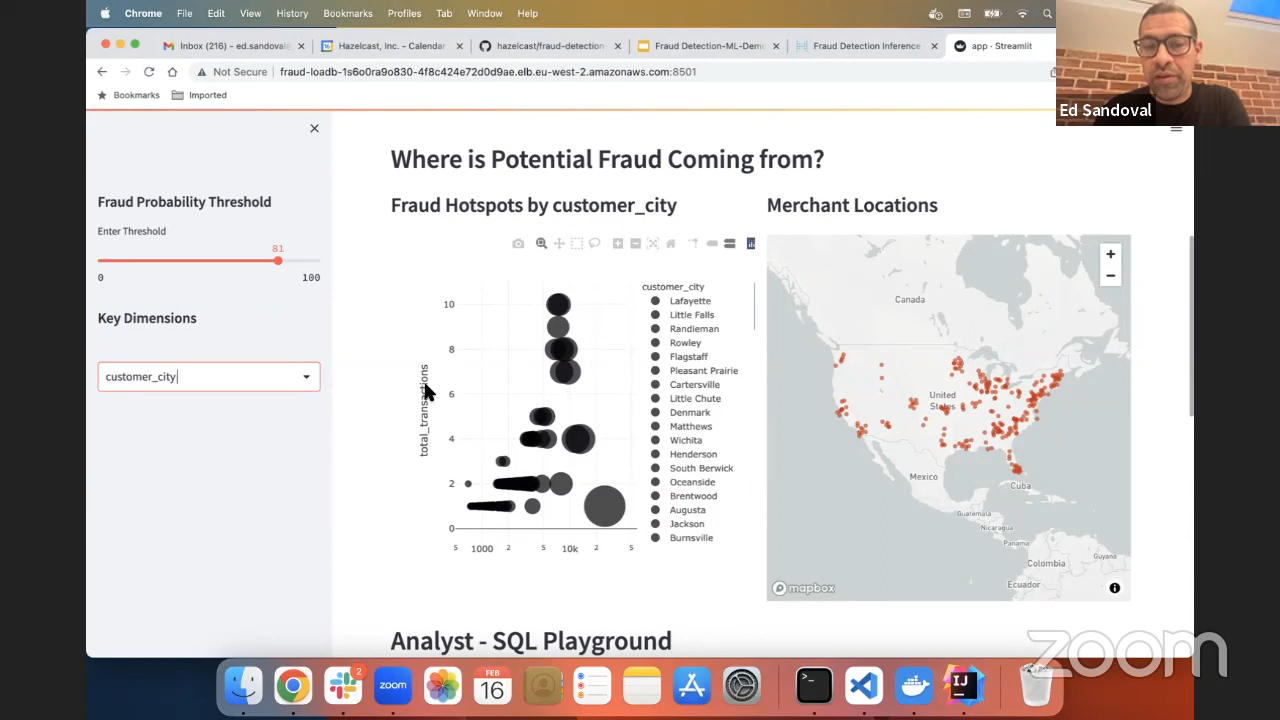 Chrome File Edit View History Bookmarks Profiles Tab Window Help
Inbox (216) - ed.sandoval
Hazelcast, Inc. - Calendar
hazelcast/fraud-detection-
Fraud Detection-ML-Dem
Fraud Detection Inference
app · Streamlit
Not Secure fraud-loadb-1s6o0ra9o830-4f8c424e72d0d9ae.elb.eu-west-2.amazonaws.com:8501
Bookmarks Imported
Ed Sandoval
Fraud Probability Threshold
Enter Threshold
81
0 100
Key Dimensions
customer_city
Where is Potential Fraud Coming from?
Fraud Hotspots by customer_city
total_transactions
10
8
6
4
2
0
5 1000 2 5 10k 2 5
customer_city
Lafayette
Little Falls
Randleman
Rowley
Flagstaff
Pleasant Prairie
Cartersville
Little Chute
Denmark
Matthews
Wichita
Henderson
South Berwick
Oceanside
Brentwood
Augusta
Jackson
Burnsville
Merchant Locations
+
−
Canada
United
States
Mexico
Cuba
Guatemala
Nicaragua
Panama
Guyana
Colombia
Ecuador
mapbox
Analyst - SQL Playground
zoom
2
zoom
FEB
16
IJ